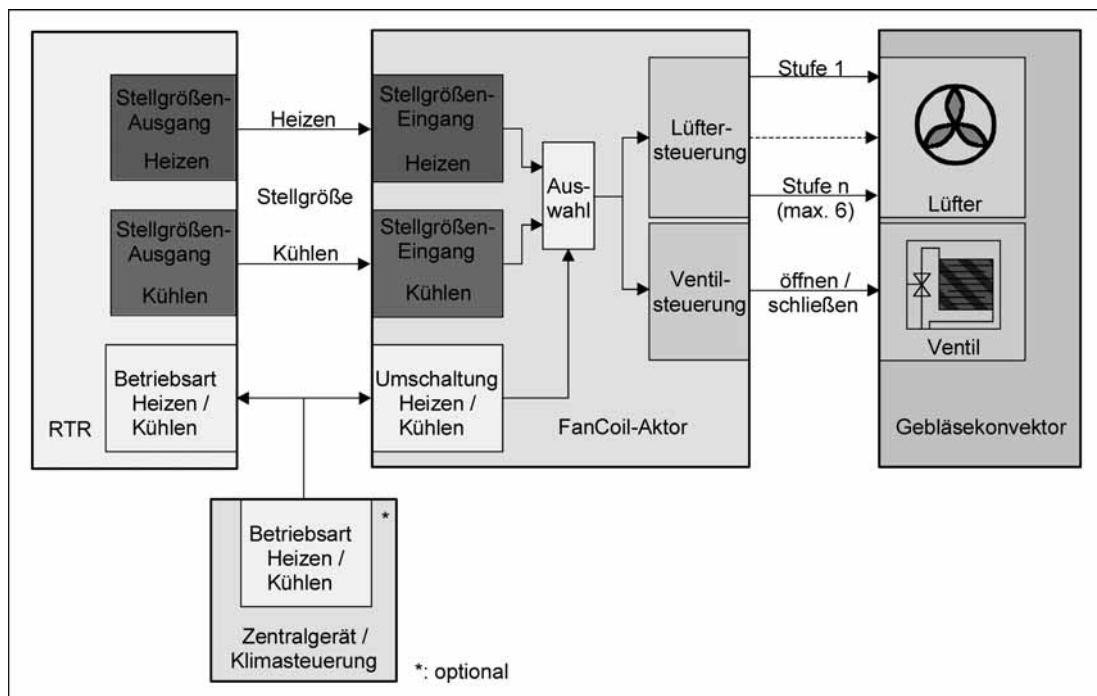 Stellgrößen-
Ausgang
Heizen
Stellgrößen-
Ausgang
Kühlen
Betriebsart
Heizen /
Kühlen
RTR
Heizen
Stellgröße
Kühlen
Stellgrößen-
Eingang
Heizen
Stellgrößen-
Eingang
Kühlen
Umschaltung
Heizen /
Kühlen
Aus-
wahl
Lüfter-
steuerung
Ventil-
steuerung
FanCoil-Aktor
Stufe 1
Stufe n
(max. 6)
öffnen /
schließen
Lüfter
Ventil
Gebläsekonvektor
Betriebsart
Heizen /
Kühlen
*
Zentralgerät /
Klimasteuerung
*: optional